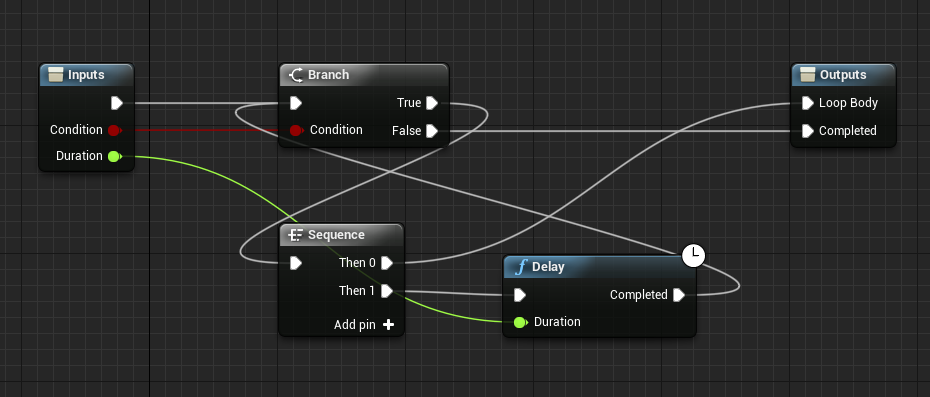 Inputs
Condition
Duration
Branch
True
Condition
False
Outputs
Loop Body
Completed
Sequence
Then 0
Then 1
Add pin
f Delay
Completed
Duration